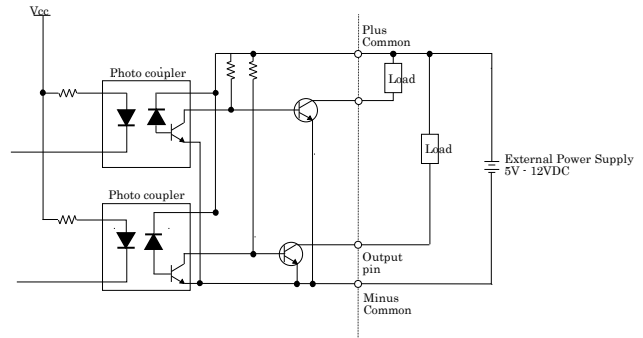 Vcc
Plus
Common
Photo coupler
Load
Load
External Power Supply
5V - 12VDC
Photo coupler
Output
pin
Minus
Common